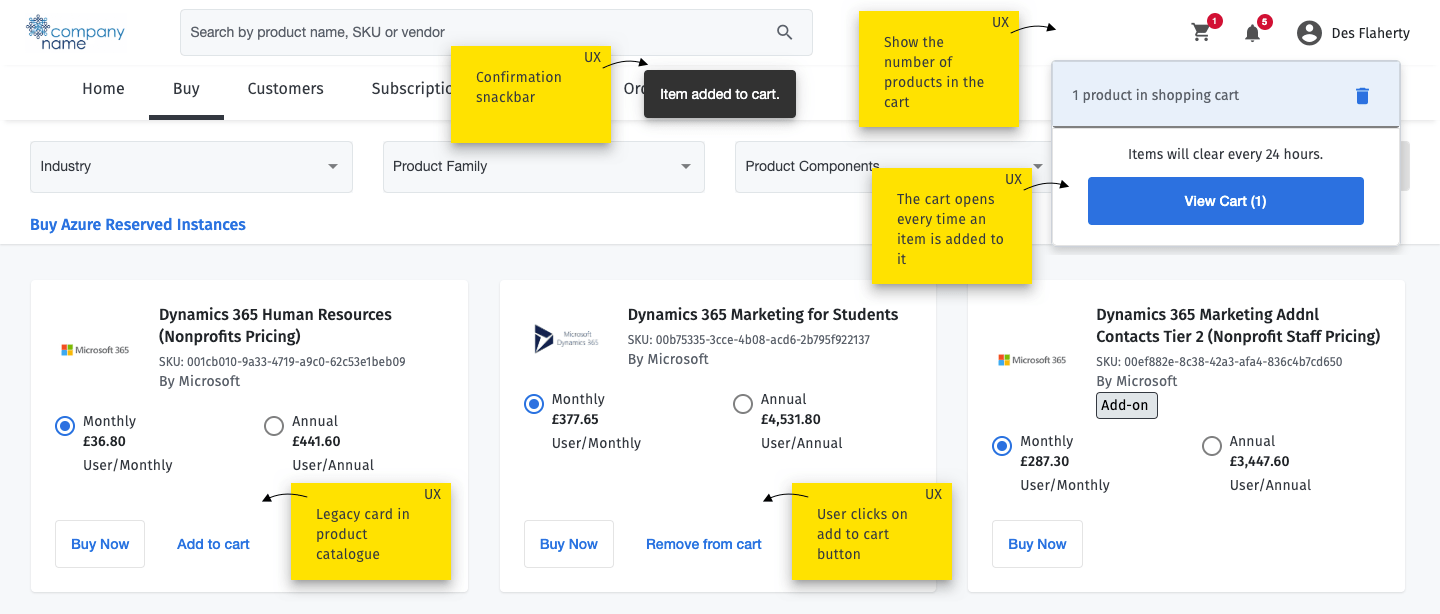 company
name
Search by product name, SKU or vendor
1
5
Des Flaherty
Home
Buy
Customers
Subscriptio
Or
UX
Confirmation
snackbar
Item added to cart.
UX
Show the
number of
products in the
cart
1 product in shopping cart
Items will clear every 24 hours.
View Cart (1)
Industry
Product Family
Product Components
UX
The cart opens
every time an
item is added to
it
Buy Azure Reserved Instances
Microsoft 365
Dynamics 365 Human Resources
(Nonprofits Pricing)
SKU: 001cb010-9a33-4719-a9c0-62c53e1beb09
By Microsoft
Monthly
£36.80
User/Monthly
Annual
£441.60
User/Annual
Buy Now
Add to cart
UX
Legacy card in
product
catalogue
Microsoft
Dynamics 365
Dynamics 365 Marketing for Students
SKU: 00b75335-3cce-4b08-acd6-2b795f922137
By Microsoft
Monthly
£377.65
User/Monthly
Annual
£4,531.80
User/Annual
Buy Now
Remove from cart
UX
User clicks on
add to cart
button
Microsoft 365
Dynamics 365 Marketing Addnl
Contacts Tier 2 (Nonprofit Staff Pricing)
SKU: 00ef882e-8c38-42a3-afa4-836c4b7cd650
By Microsoft
Add-on
Monthly
£287.30
User/Monthly
Annual
£3,447.60
User/Annual
Buy Now